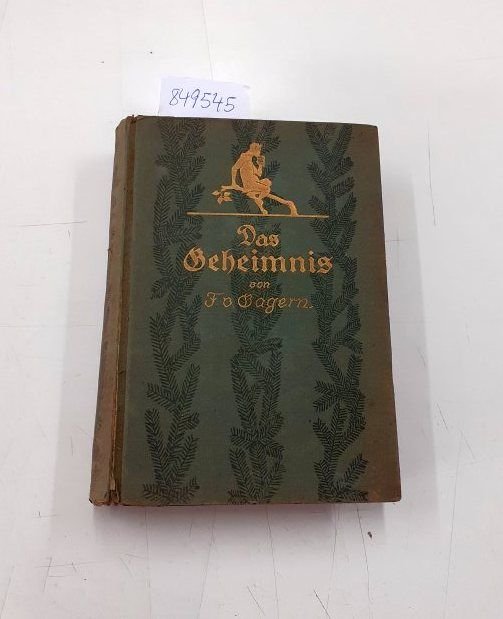 849545
Das
Geheimnis
von
F v Gagern